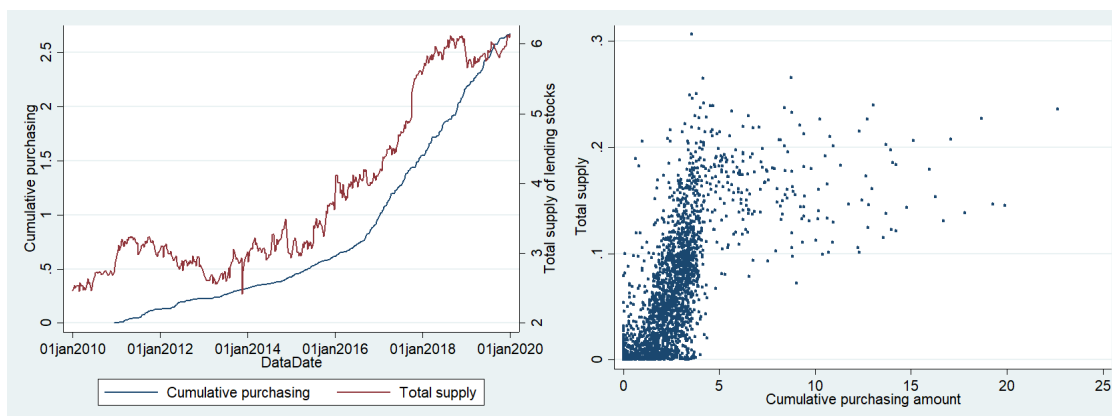 Cumulative purchasing
0
.5
1
1.5
2
2.5
Total supply of lending stocks
2
3
4
5
6
01jan2010
01jan2012
01jan2014
01jan2016
01jan2018
01jan2020
DataDate
Cumulative purchasing
Total supply
Total supply
0
.1
.2
.3
0
5
10
15
20
25
Cumulative purchasing amount